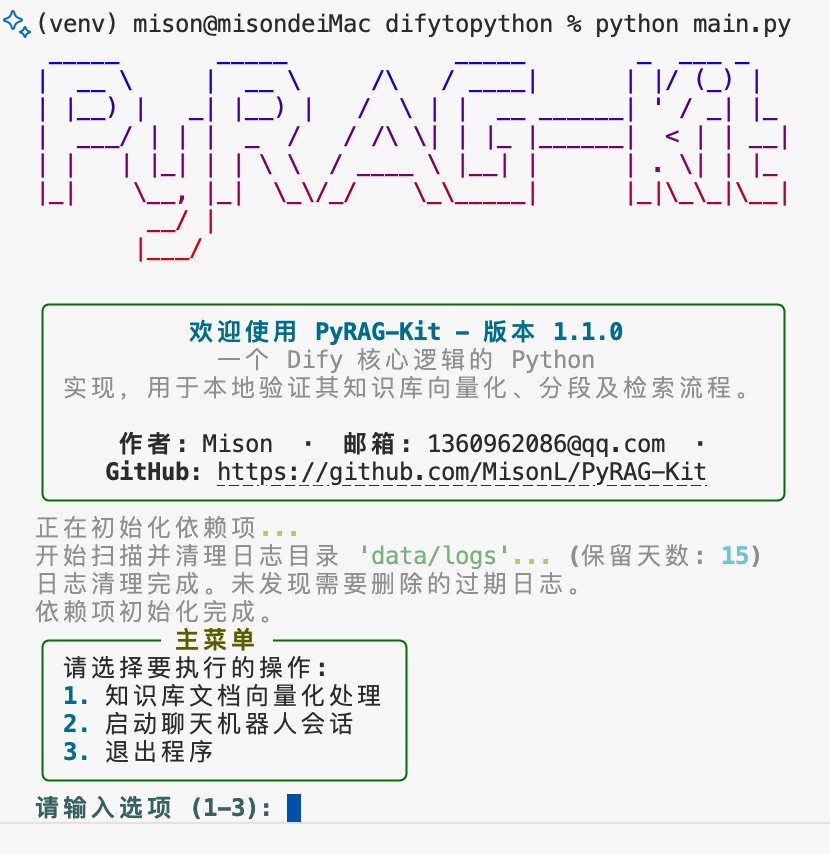 (venv) mison@misondeiMac difytopython % python main.py
PyRAG-Kit
欢迎使用 PyRAG-Kit - 版本 1.1.0
一个 Dify 核心逻辑的 Python
实现，用于本地验证其知识库向量化、分段及检索流程。
作者: Mison · 邮箱: 1360962086@qq.com ·
GitHub: https://github.com/MisonL/PyRAG-Kit
正在初始化依赖项...
开始扫描并清理日志目录 'data/logs'... (保留天数: 15)
日志清理完成。未发现需要删除的过期日志。
依赖项初始化完成。
主菜单
请选择要执行的操作:
1. 知识库文档向量化处理
2. 启动聊天机器人会话
3. 退出程序
请输入选项 (1-3):